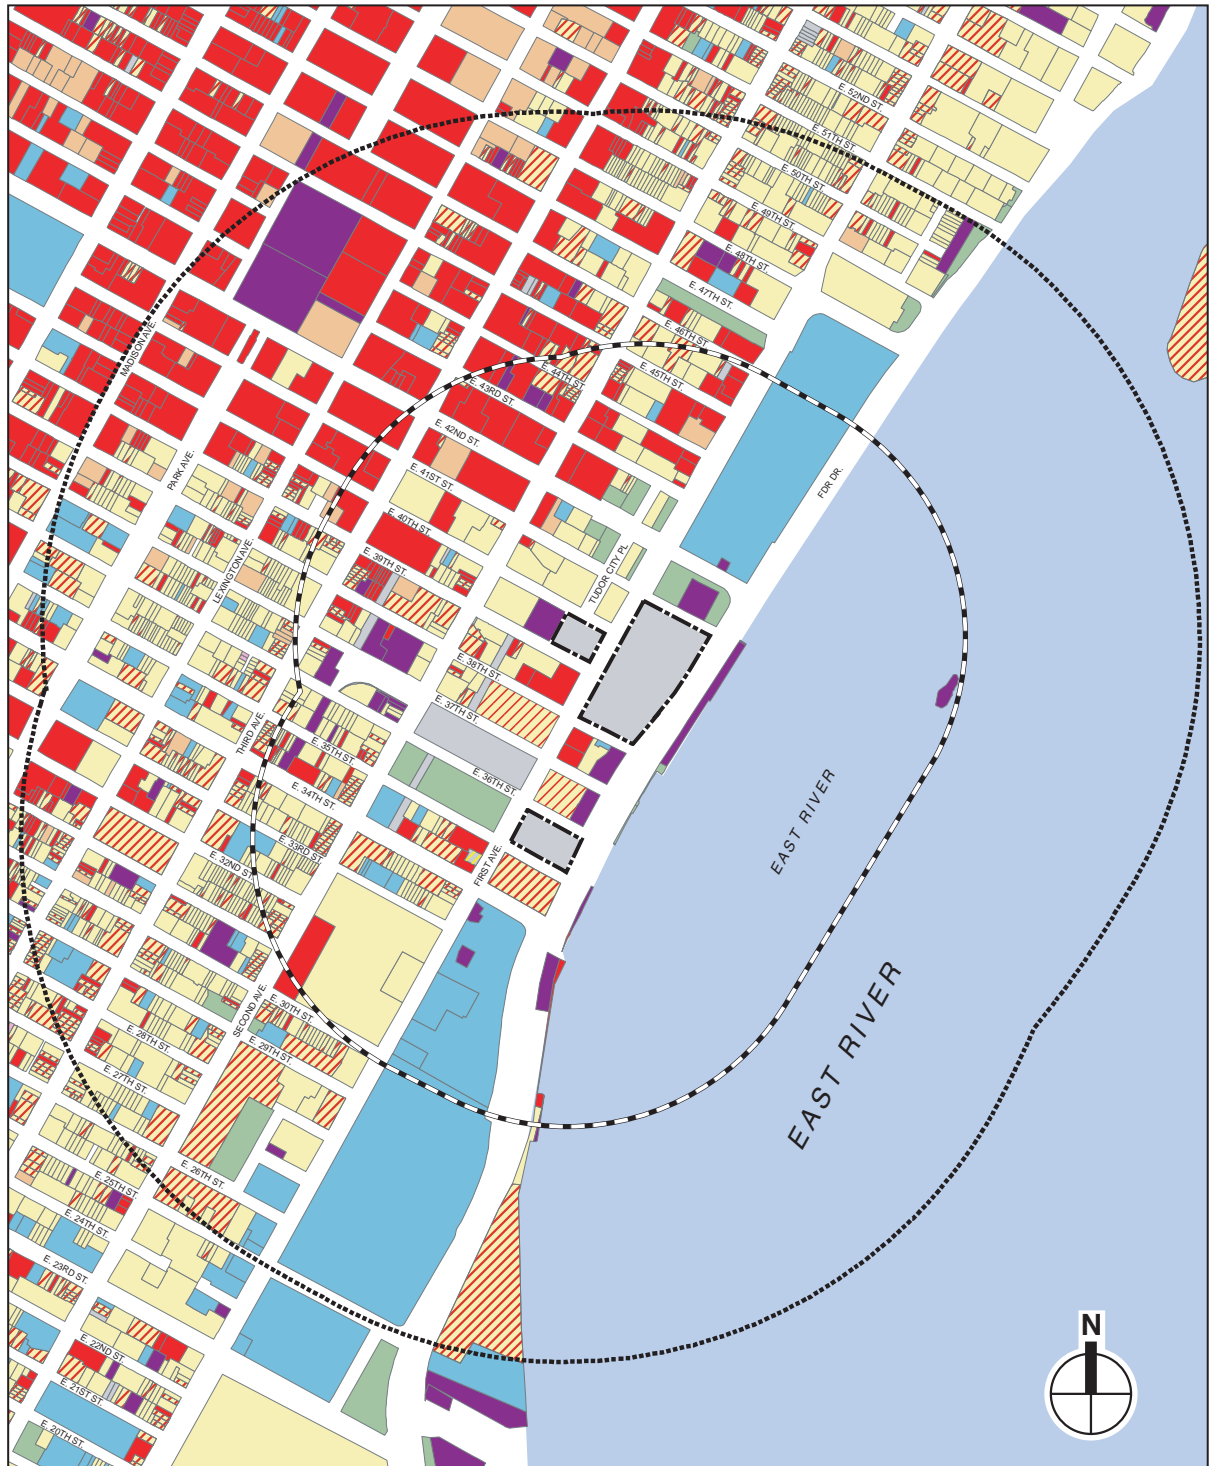 E. 52ND ST.
E. 51TH ST.
E. 50TH ST.
E. 49TH ST.
E. 48TH ST.
E. 47TH ST.
E. 46TH ST.
MADISON AVE.
E. 45TH ST.
E. 44TH ST.
E. 43RD ST.
E. 42ND ST.
PARK AVE.
E. 41ST ST.
FDR DR.
E. 40TH ST.
LEXINGTON AVE.
E. 39TH ST.
TUDOR CITY PL.
E. 38TH ST.
E. 37TH ST.
THIRD AVE.
E. 35TH ST.
E. 36TH ST.
E. 34TH ST.
EAST RIVER
E. 33RD ST.
E. 32ND ST.
FIRST AVE.
SECOND AVE.
E. 30TH ST.
EAST RIVER
E. 28TH ST.
E. 29TH ST.
E. 27TH ST.
E. 26TH ST.
E. 25TH ST.
E. 24TH ST.
E. 23RD ST.
N
E. 22ND ST.
E. 21ST ST.
E. 20TH ST.